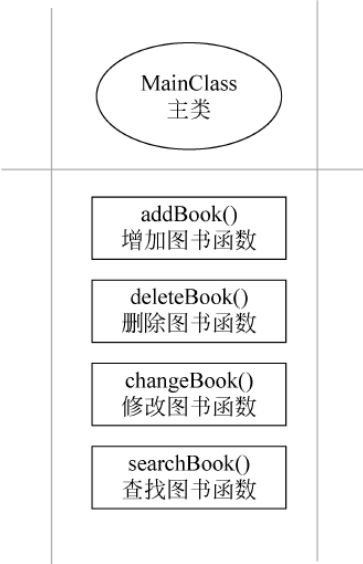 MainClass
主类
addBook()
增加图书函数
deleteBook()
删除图书函数
changeBook()
修改图书函数
searchBook()
查找图书函数